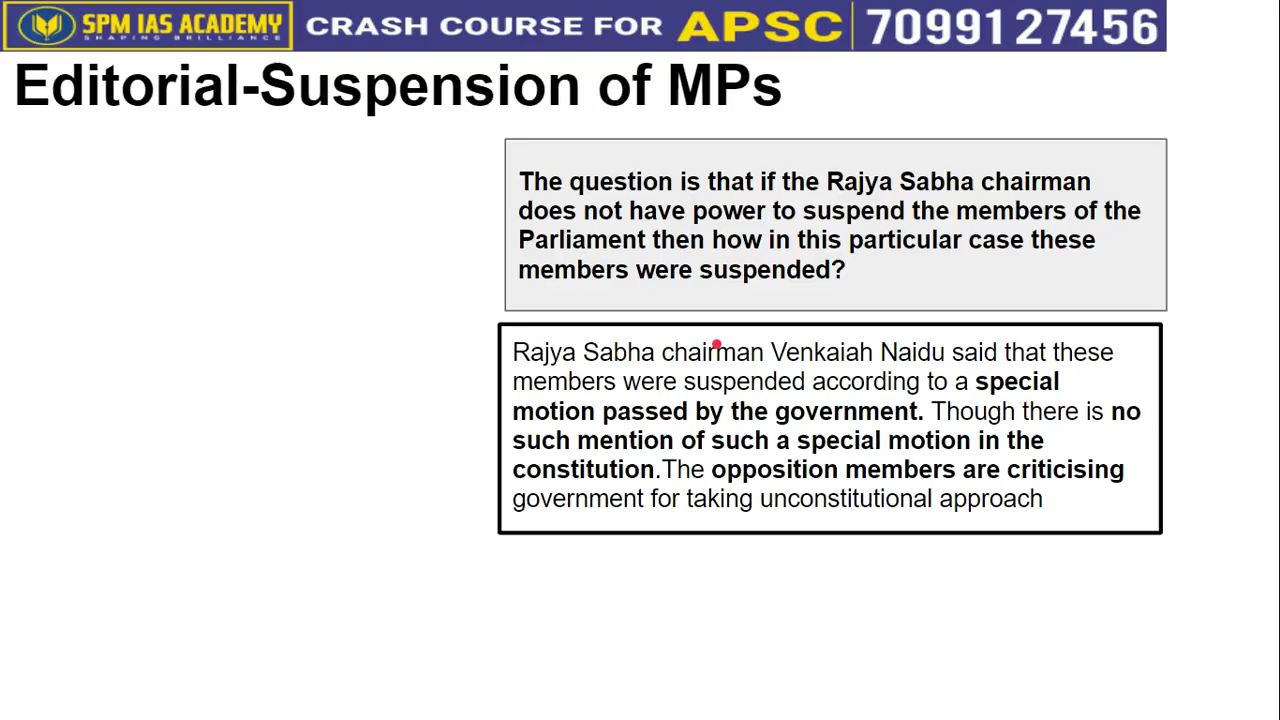 SPM IAS ACADEMY
SHAPING BRILLIANCE
CRASH COURSE FOR APSC 70991 27456
Editorial-Suspension of MPs
The question is that if the Rajya Sabha chairman
does not have power to suspend the members of the
Parliament then how in this particular case these
members were suspended?
Rajya Sabha chairman Venkaiah Naidu said that these
members were suspended according to a special
motion passed by the government. Though there is no
such mention of such a special motion in the
constitution.The opposition members are criticising
government for taking unconstitutional approach